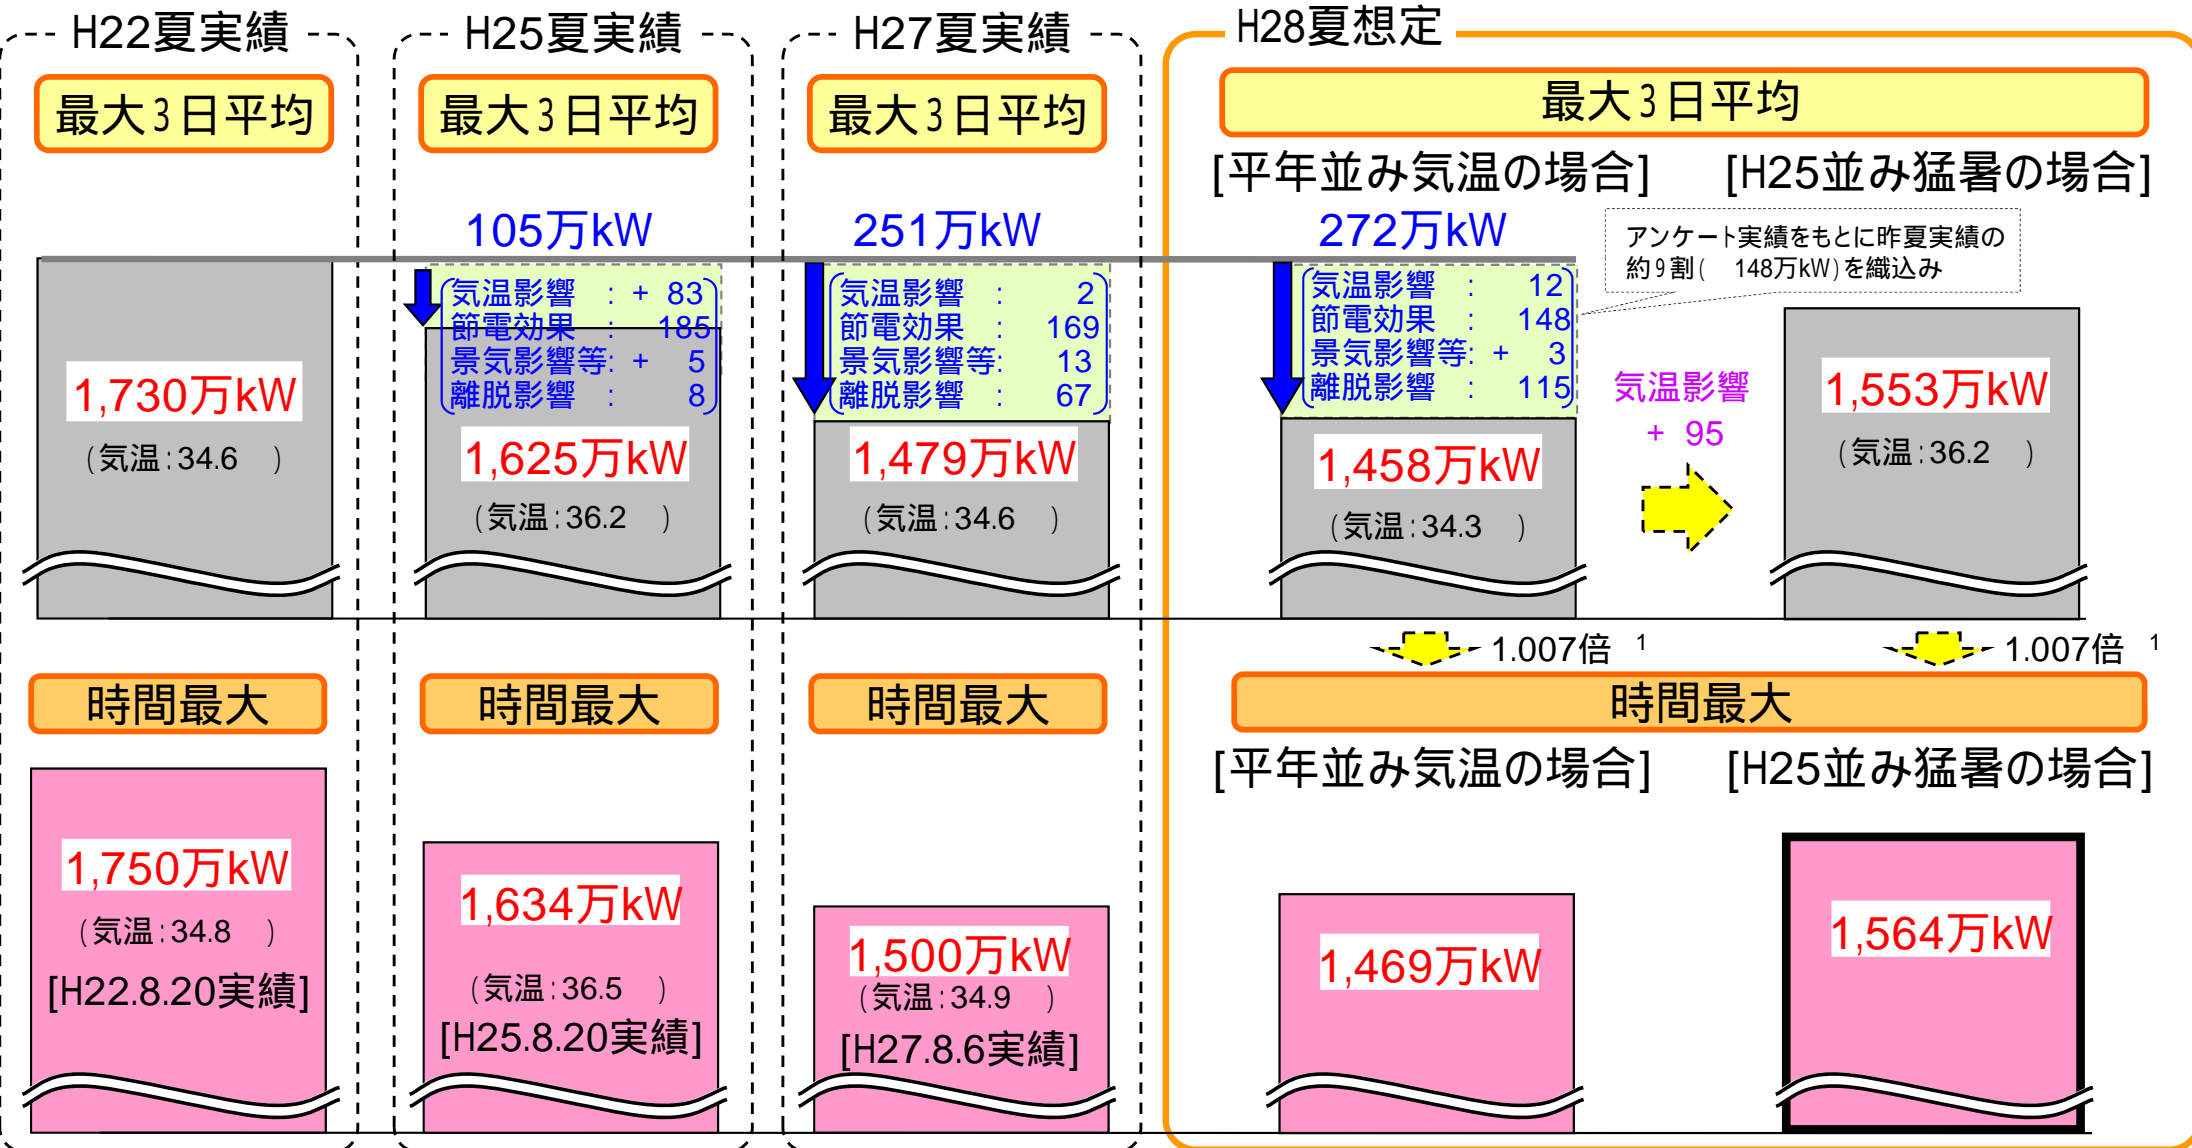 H22夏実績
H25夏実績
H27夏実績
H28夏想定
最大3日平均
最大3日平均
最大3日平均
最大3日平均
[平年並み気温の場合]
[H25並み猛暑の場合]
105万kW
251万kW
272万kW
アンケート実績をもとに昨夏実績の
約9割( 148万kW)を織込み
気温影響 : + 83
節電効果 : 185
景気影響等: + 5
離脱影響 : 8
気温影響 : 2
節電効果 : 169
景気影響等: 13
離脱影響 : 67
気温影響 : 12
節電効果 : 148
景気影響等: + 3
離脱影響 : 115
1,730万kW
(気温:34.6 )
1,625万kW
(気温:36.2 )
1,479万kW
(気温:34.6 )
1,458万kW
(気温:34.3 )
気温影響
+ 95
1,553万kW
(気温:36.2 )
1.007倍 1
1.007倍 1
時間最大
時間最大
時間最大
時間最大
[平年並み気温の場合]
[H25並み猛暑の場合]
1,750万kW
(気温:34.8 )
[H22.8.20実績]
1,634万kW
(気温:36.5 )
[H25.8.20実績]
1,500万kW
(気温:34.9 )
[H27.8.6実績]
1,469万kW
1,564万kW